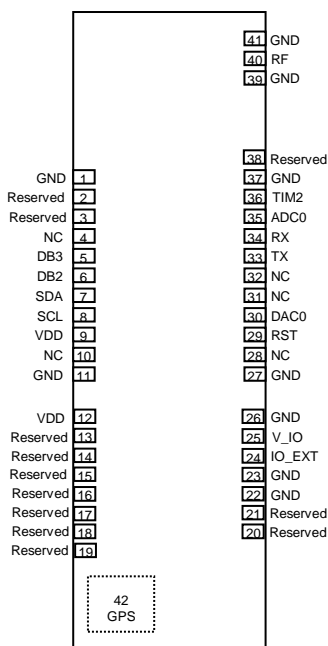 41 GND
40 RF
39 GND
38 Reserved
GND 1
37 GND
Reserved 2
36 TIM2
Reserved 3
35 ADC0
NC 4
34 RX
DB3 5
33 TX
DB2 6
32 NC
SDA 7
31 NC
SCL 8
30 DAC0
VDD 9
29 RST
NC 10
28 NC
GND 11
27 GND
VDD 12
26 GND
Reserved 13
25 V_IO
Reserved 14
24 IO_EXT
Reserved 15
23 GND
Reserved 16
22 GND
Reserved 17
21 Reserved
Reserved 18
20 Reserved
Reserved 19
42
GPS